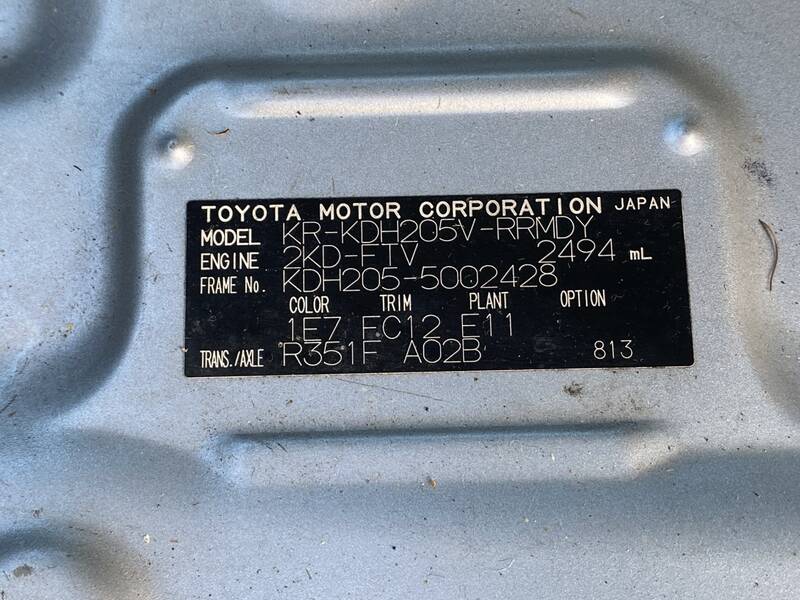 TOYOTA MOTOR CORPORATION JAPAN
MODEL KR-KDH205V-RRMDY
ENGINE 2KD-FTV 2494 mL
FRAME No. KDH205-5002428
COLOR TRIM PLANT OPTION
1E7 FC12 E11
TRANS./AXLE R351F A02B 813